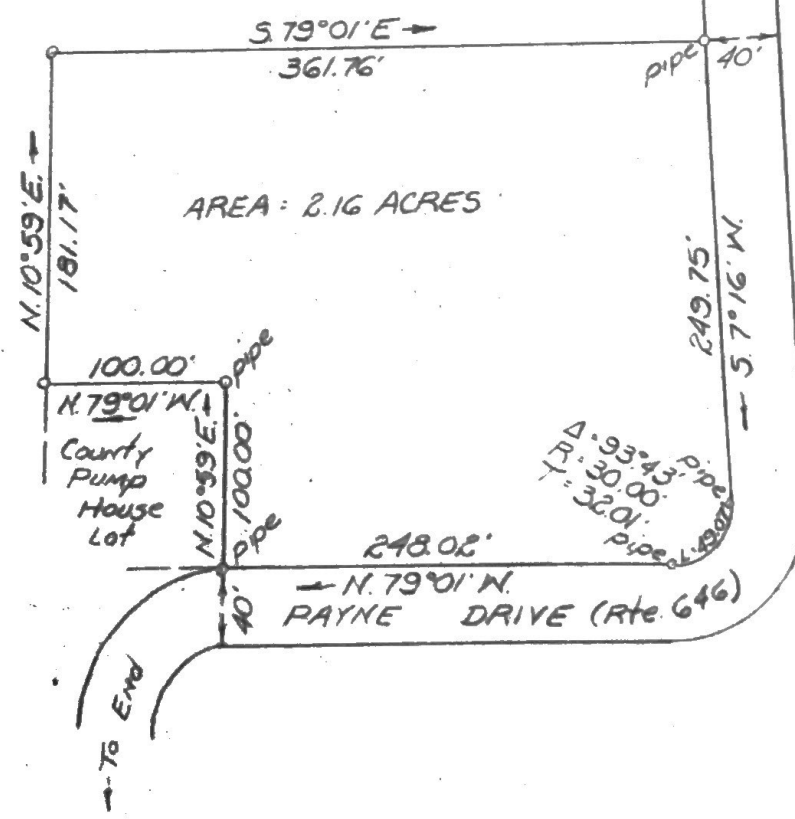 S. 79°01' E →
361.76'
pipe
40'
N. 10°59' E. →
181.17'
AREA = 2.16 ACRES
249.75'
← S. 7°16' W.
100.00'
pipe
N. 79°01' W.
County
Pump
House
Lot
N. 10°59' E. →
100.00'
pipe
Δ = 93°43'
R = 30.00'
T = 32.01'
pipe
pipe
L = 49.07'
248.02'
← N. 79°01' W.
40'
PAYNE DRIVE (Rte. 646)
← To End